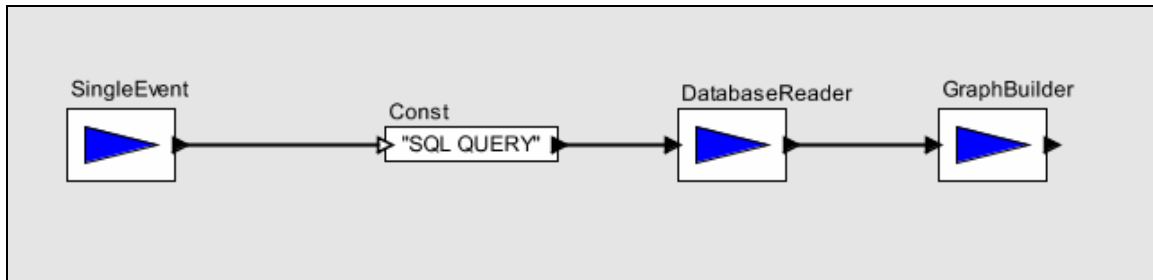 SingleEvent
Const
"SQL QUERY"
DatabaseReader
GraphBuilder